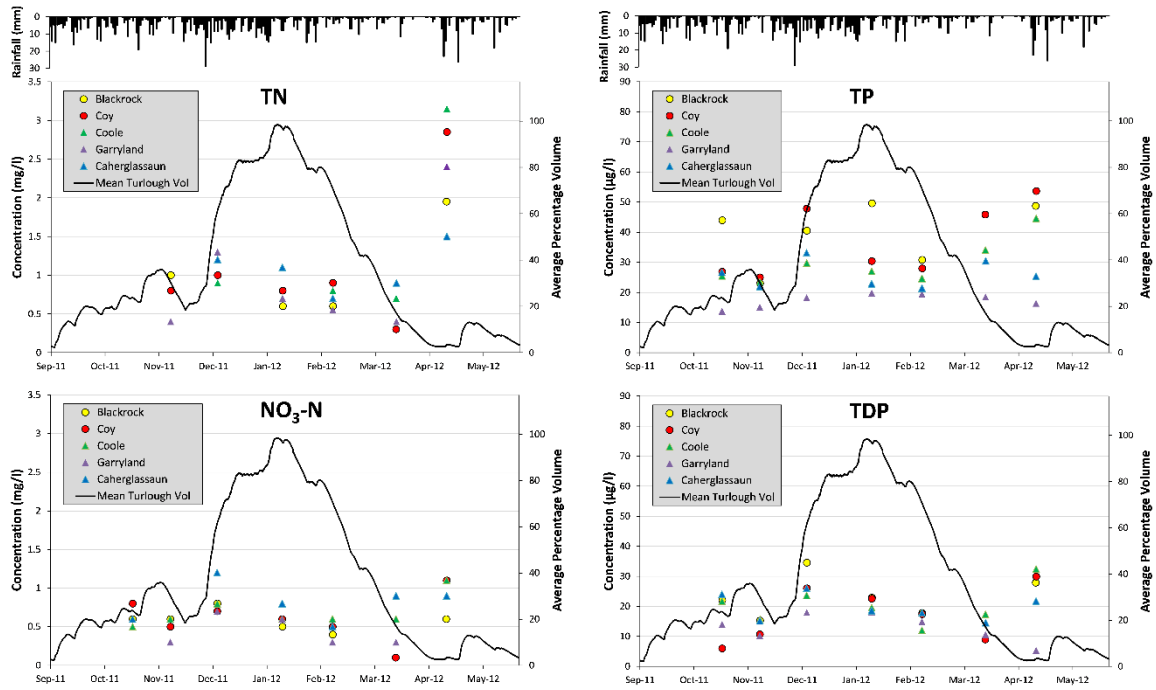 Rainfall (mm)
0
10
20
30
TN
Blackrock
Coy
Coole
Garryland
Caherglassaun
Mean Turlough Vol
Concentration (mg/l)
3.5
3
2.5
2
1.5
1
0.5
0
Average Percentage Volume
100
80
60
40
20
0
Sep-11 Oct-11 Nov-11 Dec-11 Jan-12 Feb-12 Mar-12 Apr-12 May-12
Rainfall (mm)
0
10
20
30
TP
Blackrock
Coy
Coole
Garryland
Caherglassaun
Mean Turlough Vol
Concentration (µg/l)
90
80
70
60
50
40
30
20
10
0
Average Percentage Volume
100
80
60
40
20
0
Sep-11 Oct-11 Nov-11 Dec-11 Jan-12 Feb-12 Mar-12 Apr-12 May-12
NO₃-N
Blackrock
Coy
Coole
Garryland
Caherglassaun
Mean Turlough Vol
Concentration (mg/l)
3.5
3
2.5
2
1.5
1
0.5
0
Average Percentage Volume
100
80
60
40
20
0
Sep-11 Oct-11 Nov-11 Dec-11 Jan-12 Feb-12 Mar-12 Apr-12 May-12
TDP
Blackrock
Coy
Coole
Garryland
Caherglassaun
Mean Turlough Vol
Concentration (µg/l)
90
80
70
60
50
40
30
20
10
0
Average Percentage Volume
100
80
60
40
20
0
Sep-11 Oct-11 Nov-11 Dec-11 Jan-12 Feb-12 Mar-12 Apr-12 May-12